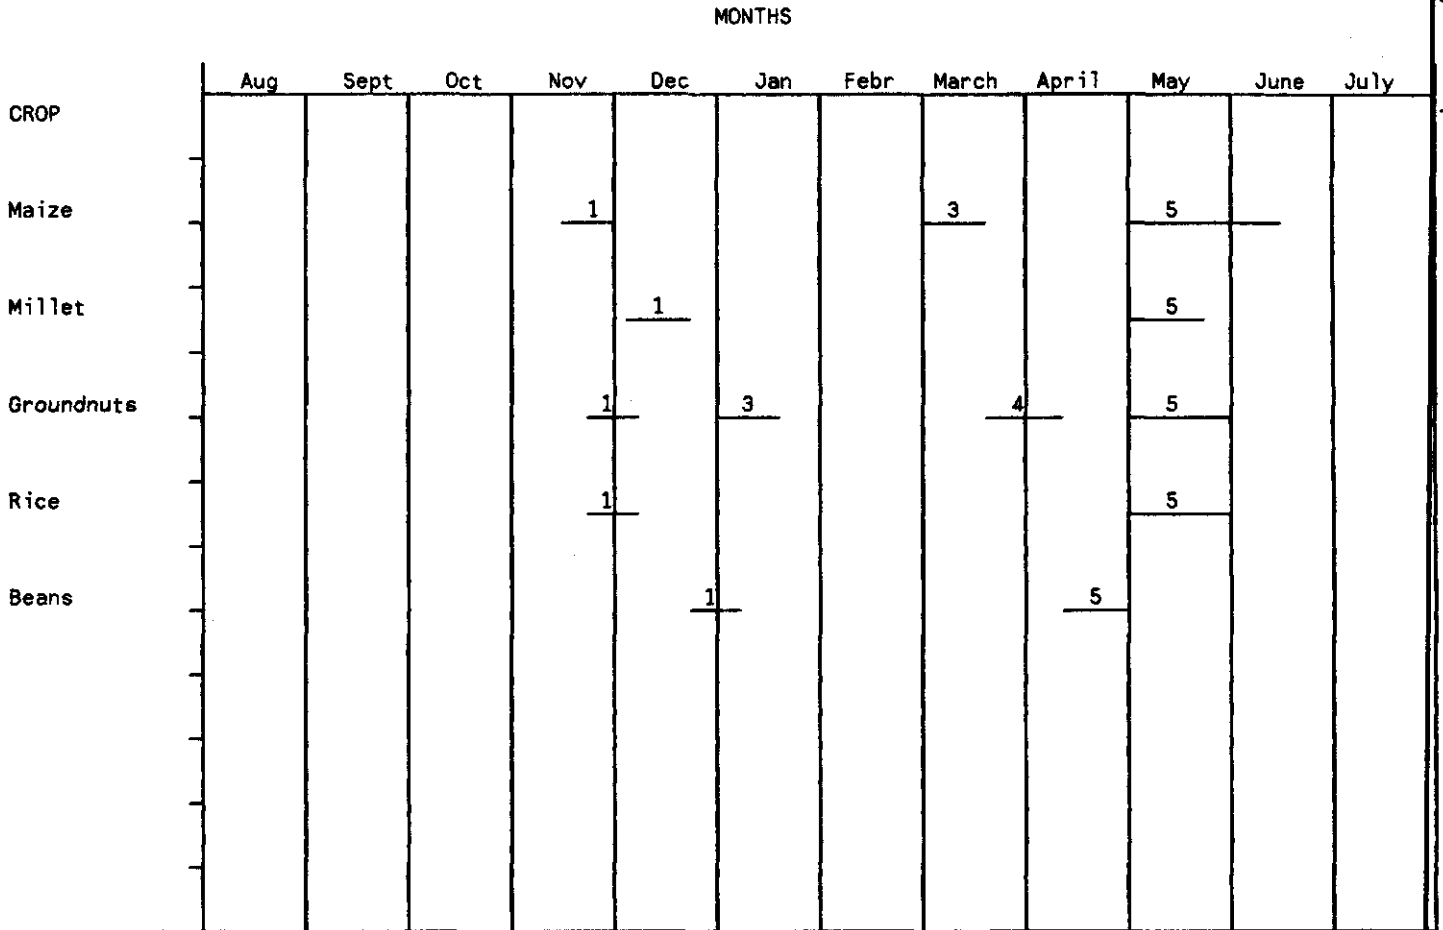 MONTHS
Aug Sept Oct Nov Dec Jan Febr March April May June July
CROP
Maize 1 3 5
Millet 1 5
Groundnuts 1 3 4 5
Rice 1 5
Beans 1 5